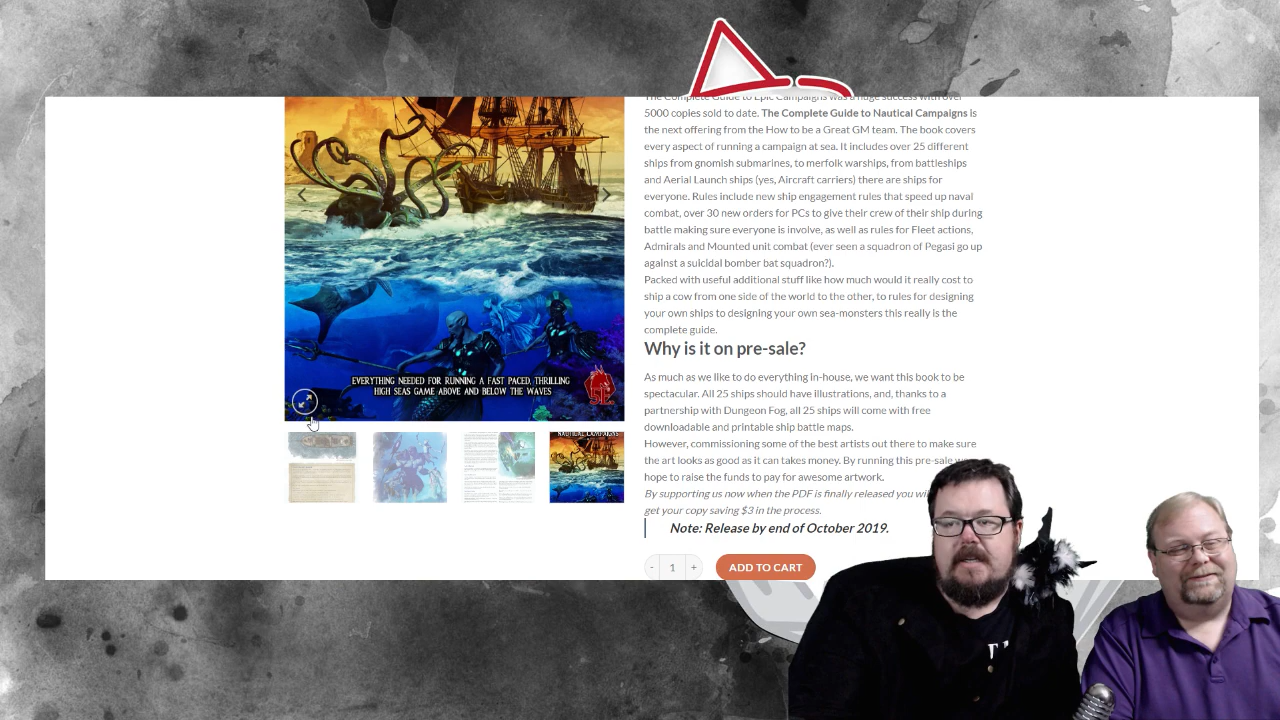 The Complete Guide to Epic Campaigns was a huge success with over
5000 copies sold to date. The Complete Guide to Nautical Campaigns is
the next offering from the How to be a Great GM team. The book covers
every aspect of running a campaign at sea. It includes over 25 different
ships from gnomish submarines, to merfolk warships, from battleships
and Aerial Launch ships (yes, Aircraft carriers) there are ships for
everyone. Rules include new ship engagement rules that speed up naval
combat, over 30 new orders for PCs to give their crew of their ship during
battle making sure everyone is involve, as well as rules for Fleet actions,
Admirals and Mounted unit combat (ever seen a squadron of Pegasi go up
against a suicidal bomber bat squadron?).
Packed with useful additional stuff like how much would it really cost to
ship a cow from one side of the world to the other, to rules for designing
your own ships to designing your own sea-monsters this really is the
complete guide.
Why is it on pre-sale?
As much as we like to do everything in-house, we want this book to be
spectacular. All 25 ships should have illustrations, and, thanks to a
partnership with Dungeon Fog, all 25 ships will come with free
downloadable and printable ship battle maps.
However, commissioning some of the best artists out there to make sure
the art looks as good as it can takes money. By running this pre-sale
hope to raise the funds to pay for awesome artwork.
get your copy saving $3 in the process.
Note: Release by end of October 2019.
- 1 +
ADD TO CART
EVERYTHING NEEDED FOR RUNNING A FAST PACED, THRILLING
HIGH SEAS GAME ABOVE AND BELOW THE WAVES
NAUTICAL CAMPAIGNS